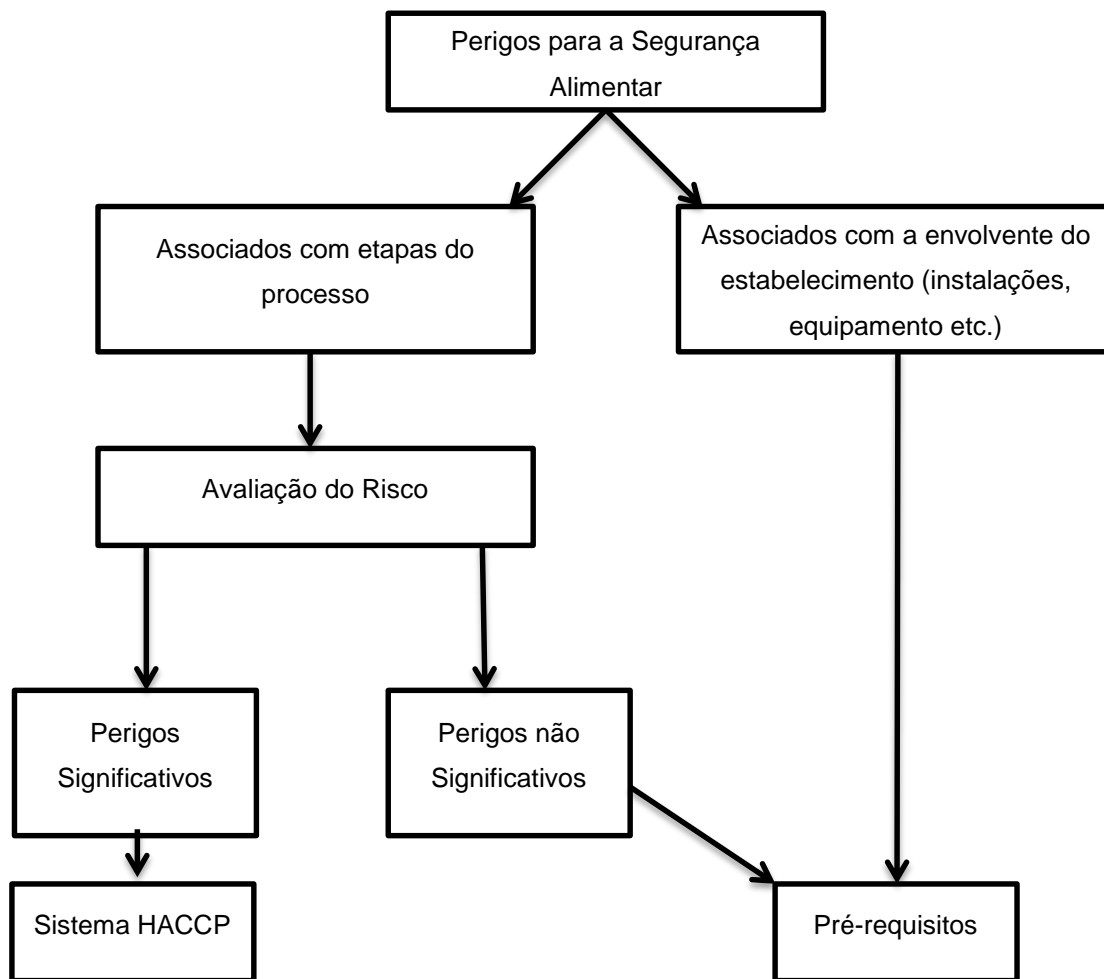 Perigos para a Segurança
Alimentar
Associados com etapas do
processo
Associados com a envolvente do
estabelecimento (instalações,
equipamento etc.)
Avaliação do Risco
Perigos
Significativos
Perigos não
Significativos
Sistema HACCP
Pré-requisitos